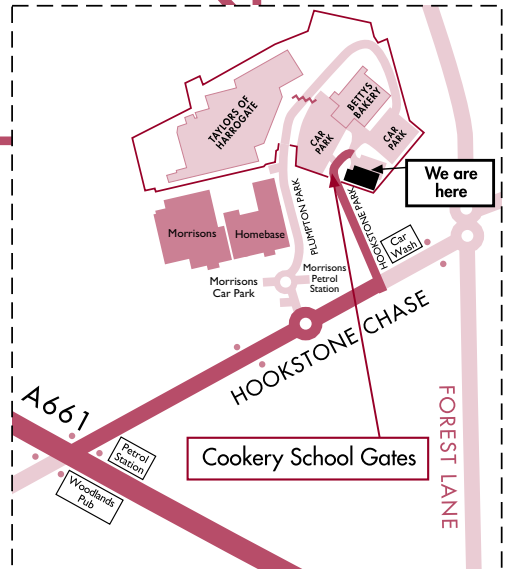 TAYLORS OF
HARROGATE
BETTYS
BAKERY
CAR
PARK
CAR
PARK
We are
here
PLUMPTON PARK
HOOKSTONE PARK
Morrisons
Homebase
Car
Wash
Morrisons
Car Park
Morrisons
Petrol
Station
HOOKSTONE CHASE
A661
FOREST LANE
Petrol
Station
Cookery School Gates
Woodlands
Pub